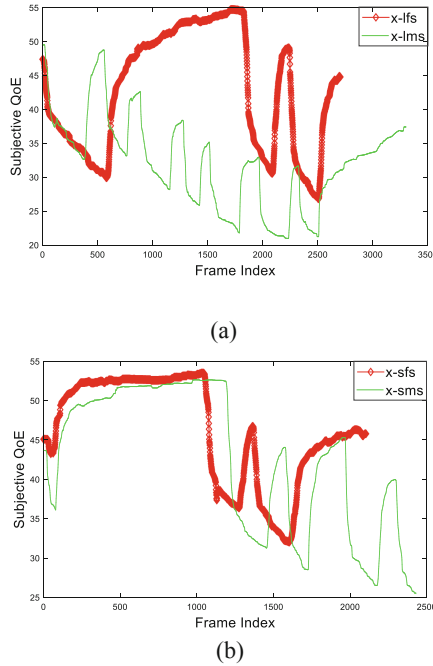 55
50
45
40
35
30
25
20
Subjective QoE
x-lfs
x-lms
0 500 1000 1500 2000 2500 3000 3500
Frame Index
(a)
55
50
45
40
35
30
25
Subjective QoE
x-sfs
x-sms
0 500 1000 1500 2000 2500
Frame Index
(b)